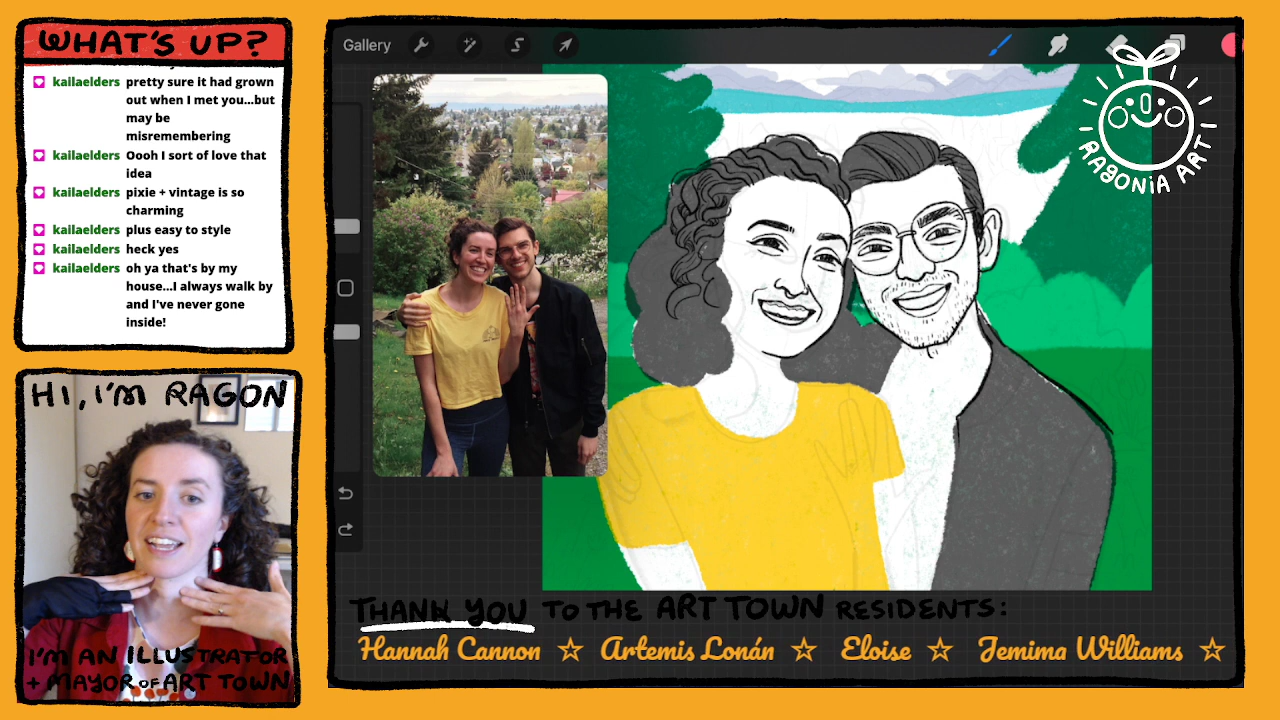 WHAT'S UP?
kailaelders pretty sure it had grown
out when I met you...but
may be
misremembering
kailaelders Oooh I sort of love that
idea
kailaelders pixie + vintage is so
charming
kailaelders plus easy to style
kailaelders heck yes
kailaelders oh ya that's by my
house...I always walk by
and I've never gone
inside!
HI, I'M RAGON
I'M AN ILLUSTRATOR
+ MAYOR OF ART TOWN
Gallery
RAGONIA ART
THANK YOU TO THE ART TOWN RESIDENTS:
Hannah Cannon ☆ Artemis Lonán ☆ Eloise ☆ Jemima Williams ☆